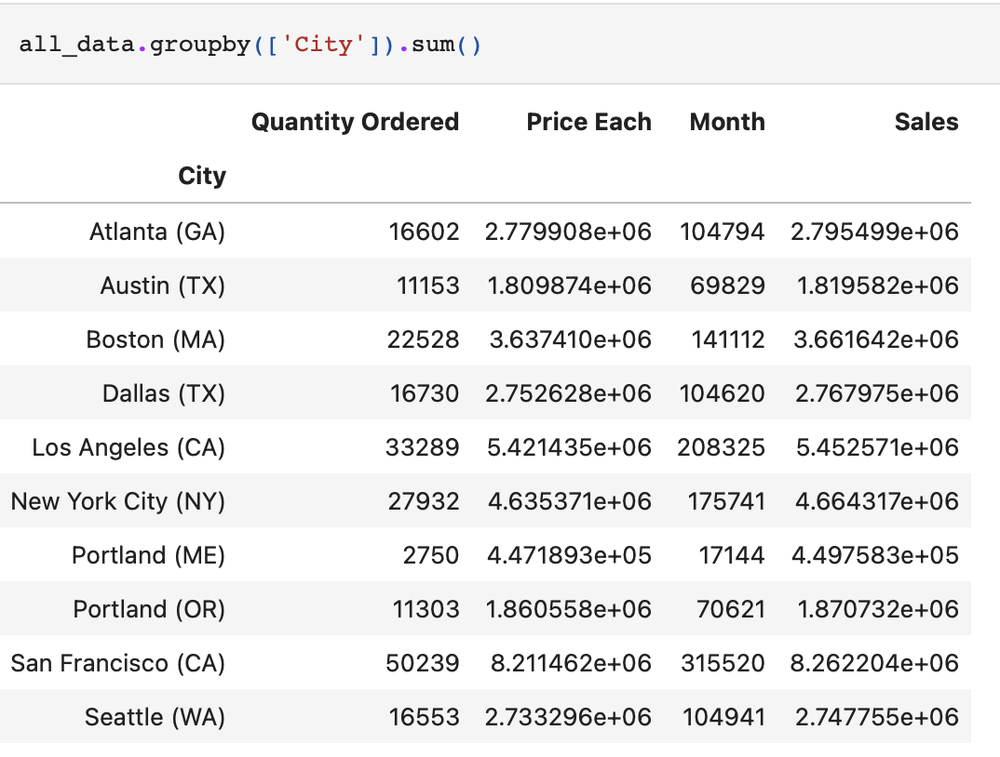 all_data.groupby(['City']).sum()
Quantity Ordered Price Each Month Sales
City
Atlanta (GA) 16602 2.779908e+06 104794 2.795499e+06
Austin (TX) 11153 1.809874e+06 69829 1.819582e+06
Boston (MA) 22528 3.637410e+06 141112 3.661642e+06
Dallas (TX) 16730 2.752628e+06 104620 2.767975e+06
Los Angeles (CA) 33289 5.421435e+06 208325 5.452571e+06
New York City (NY) 27932 4.635371e+06 175741 4.664317e+06
Portland (ME) 2750 4.471893e+05 17144 4.497583e+05
Portland (OR) 11303 1.860558e+06 70621 1.870732e+06
San Francisco (CA) 50239 8.211462e+06 315520 8.262204e+06
Seattle (WA) 16553 2.733296e+06 104941 2.747755e+06